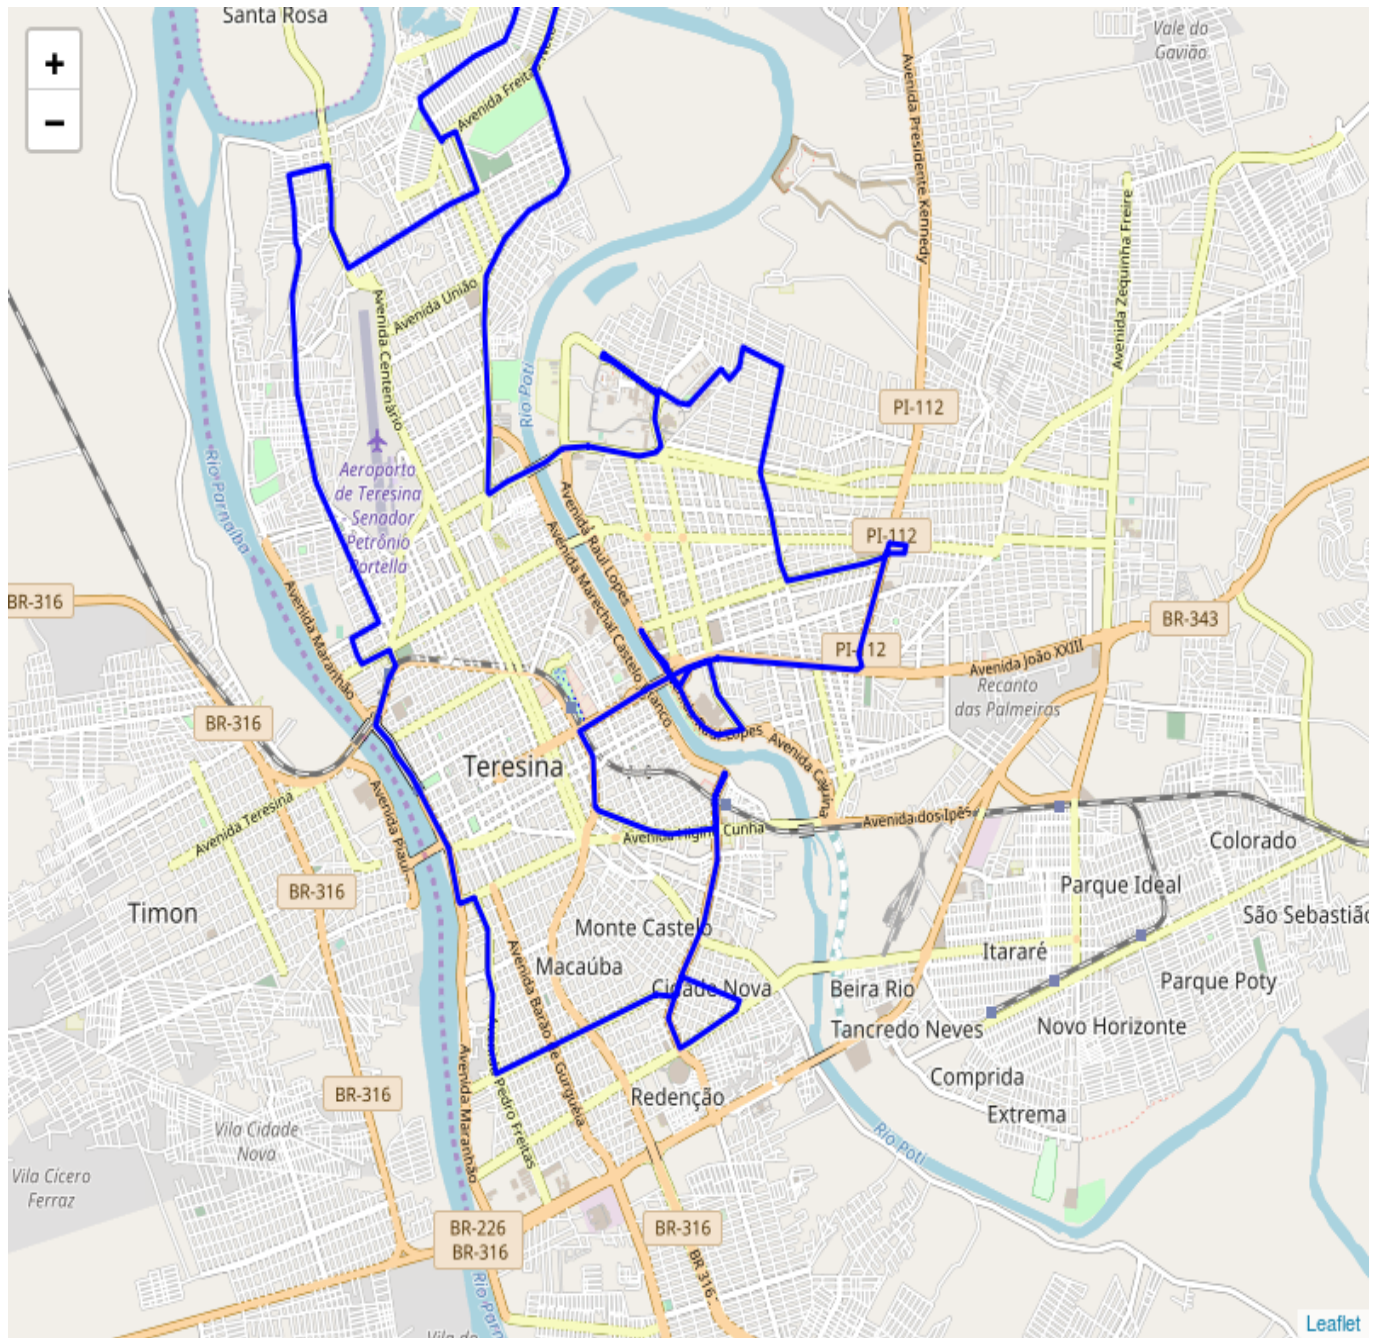 Santa Rosa
Vale do
Gavião
+
−
Avenida Freitas Neto
Avenida Presidente Kennedy
Avenida Zequinha Freire
Avenida União
Avenida Centenário
Rio Poti
PI-112
Aeroporto
de Teresina
Senador
Petrônio
Portella
Rio Parnaíba
Avenida Raul Lopes
Avenida Marechal Castelo Branco
PI-112
BR-316
BR-343
Avenida Maranhão
PI-112
Avenida João XXIII
Recanto
das Palmeiras
BR-316
Lopes
Avenida Cajuína
Teresina
Avenida Teresina
Avenida Piauí
Avenida dos Ipês
Cunha
Colorado
BR-316
Parque Ideal
Timon
São Sebastião
Monte Castelo
Itararé
Macaúba
Cidade Nova
Beira Rio
Parque Poty
Tancredo Neves
Novo Horizonte
Avenida Barão de Gurguéia
Avenida Maranhão
Pedro Freitas
Comprida
BR-316
Redenção
Extrema
Vila Cidade
Nova
Rio Poti
Vila Cícero
Ferraz
BR-226
BR-316
BR-316
BR 316
Rio Parn
Vila do
Leaflet